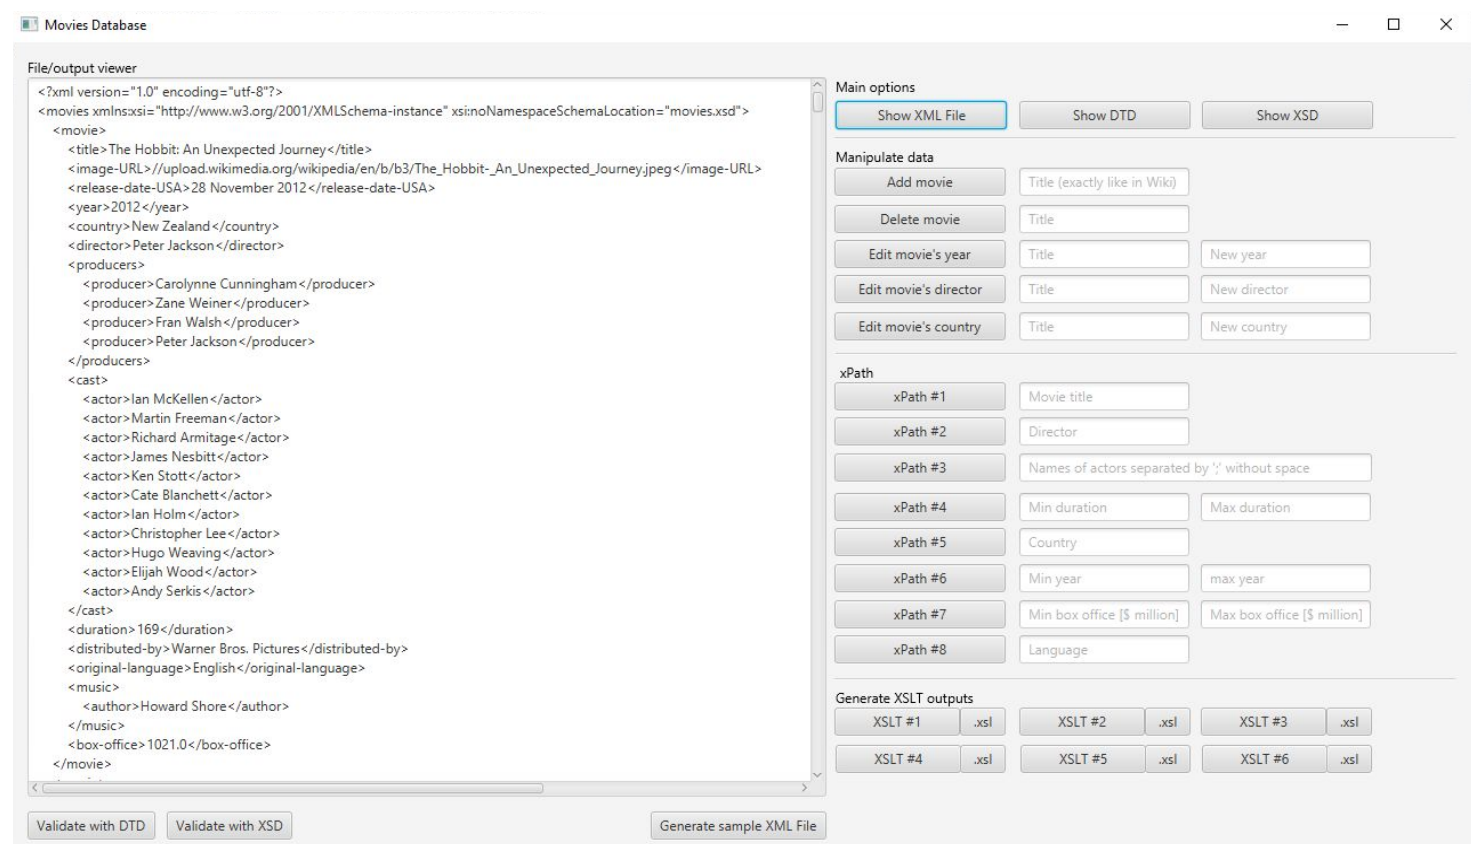 Movies Database
File/output viewer
<?xml version="1.0" encoding="utf-8"?>
<movies xmlns:xsi="http://www.w3.org/2001/XMLSchema-instance" xsi:noNamespaceSchemaLocation="movies.xsd">
<movie>
<title>The Hobbit: An Unexpected Journey</title>
<image-URL>//upload.wikimedia.org/wikipedia/en/b/b3/The_Hobbit-_An_Unexpected_Journey.jpeg</image-URL>
<release-date-USA>28 November 2012</release-date-USA>
<year>2012</year>
<country>New Zealand</country>
<director>Peter Jackson</director>
<producers>
<producer>Carolynne Cunningham</producer>
<producer>Zane Weiner</producer>
<producer>Fran Walsh</producer>
<producer>Peter Jackson</producer>
</producers>
<cast>
<actor>Ian McKellen</actor>
<actor>Martin Freeman</actor>
<actor>Richard Armitage</actor>
<actor>James Nesbitt</actor>
<actor>Ken Stott</actor>
<actor>Cate Blanchett</actor>
<actor>Ian Holm</actor>
<actor>Christopher Lee</actor>
<actor>Hugo Weaving</actor>
<actor>Elijah Wood</actor>
<actor>Andy Serkis</actor>
</cast>
<duration>169</duration>
<distributed-by>Warner Bros. Pictures</distributed-by>
<original-language>English</original-language>
<music>
<author>Howard Shore</author>
</music>
<box-office>1021.0</box-office>
</movie>
Validate with DTD Validate with XSD Generate sample XML File
Main options
Show XML File Show DTD Show XSD
Manipulate data
Add movie Title (exactly like in Wiki)
Delete movie Title
Edit movie's year Title New year
Edit movie's director Title New director
Edit movie's country Title New country
xPath
xPath #1 Movie title
xPath #2 Director
xPath #3 Names of actors separated by ';' without space
xPath #4 Min duration Max duration
xPath #5 Country
xPath #6 Min year max year
xPath #7 Min box office [$ million] Max box office [$ million]
xPath #8 Language
Generate XSLT outputs
XSLT #1 .xsl XSLT #2 .xsl XSLT #3 .xsl
XSLT #4 .xsl XSLT #5 .xsl XSLT #6 .xsl